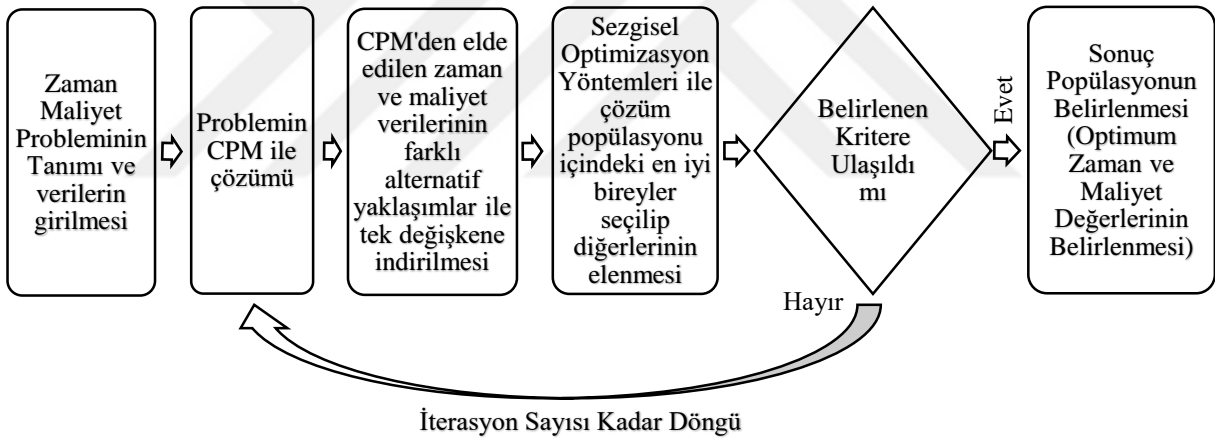 Zaman
Maliyet
Probleminin
Tanımı ve
verilerin
girilmesi
Problemin
CPM ile
çözümü
CPM'den elde
edilen zaman
ve maliyet
verilerinin
farklı
alternatif
yaklaşımlar ile
tek değişkene
indirilmesi
Sezgisel
Optimizasyon
Yöntemleri ile
çözüm
popülasyonu
içindeki en iyi
bireyler
seçilip
diğerlerinin
elenmesi
Belirlenen
Kritere
Ulaşıldı
mı
Evet
Sonuç
Popülasyonun
Belirlenmesi
(Optimum
Zaman ve
Maliyet
Değerlerinin
Belirlenmesi)
Hayır
İterasyon Sayısı Kadar Döngü